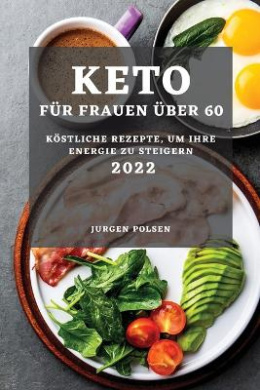 KETO
FÜR FRAUEN ÜBER 60
KÖSTLICHE REZEPTE, UM IHRE
ENERGIE ZU STEIGERN
2022
JURGEN POLSEN